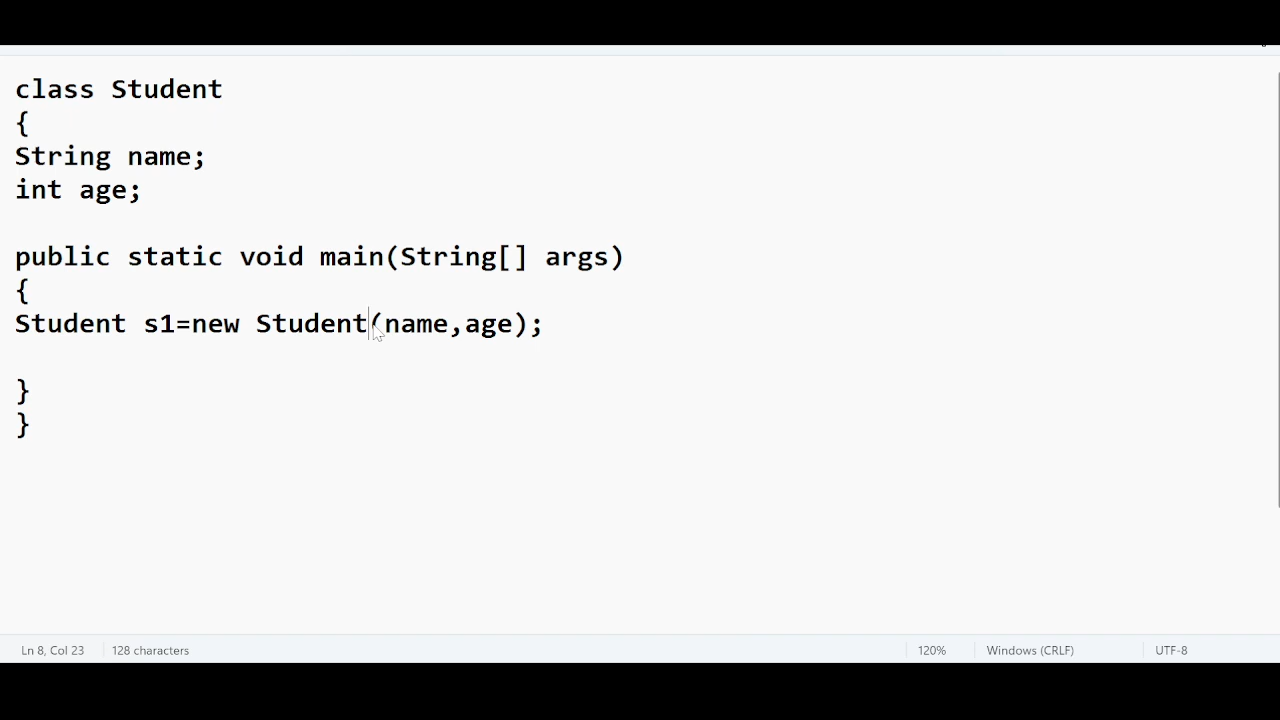 class Student
{
String name;
int age;
public static void main(String[] args)
{
Student s1=new Student(name,age);
}
}
Ln 8, Col 23 128 characters 120% Windows (CRLF) UTF-8